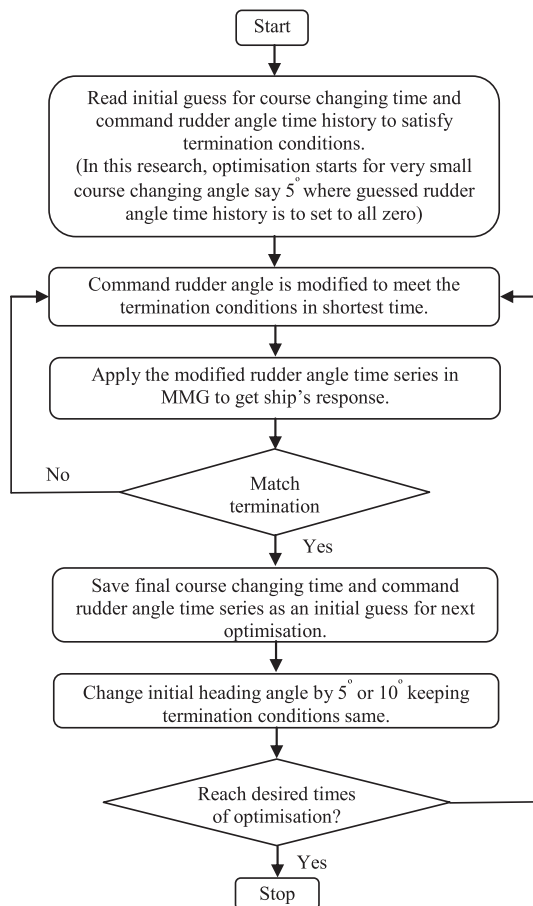 Start
Read initial guess for course changing time and
command rudder angle time history to satisfy
termination conditions.
(In this research, optimisation starts for very small
course changing angle say 5° where guessed rudder
angle time history is to set to all zero)
Command rudder angle is modified to meet the
termination conditions in shortest time.
Apply the modified rudder angle time series in
MMG to get ship's response.
No
Match
termination
Yes
Save final course changing time and command
rudder angle time series as an initial guess for next
optimisation.
Change initial heading angle by 5° or 10° keeping
termination conditions same.
Reach desired times
of optimisation?
Yes
Stop